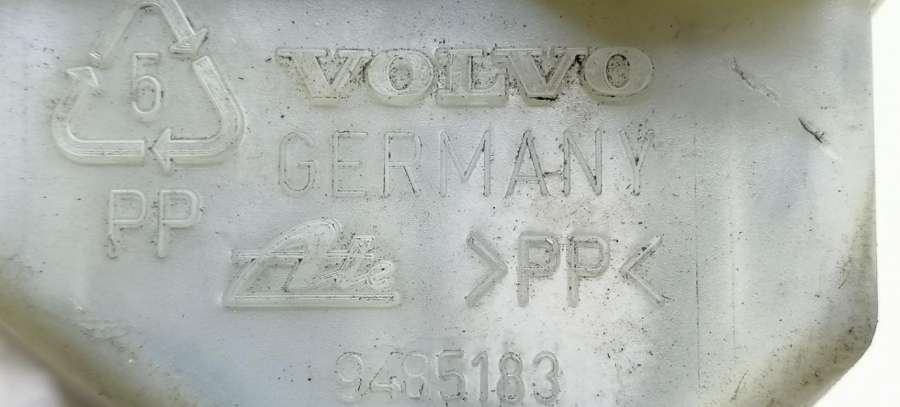 5
VOLVO
GERMANY
PP
Ate
>PP<
9485183